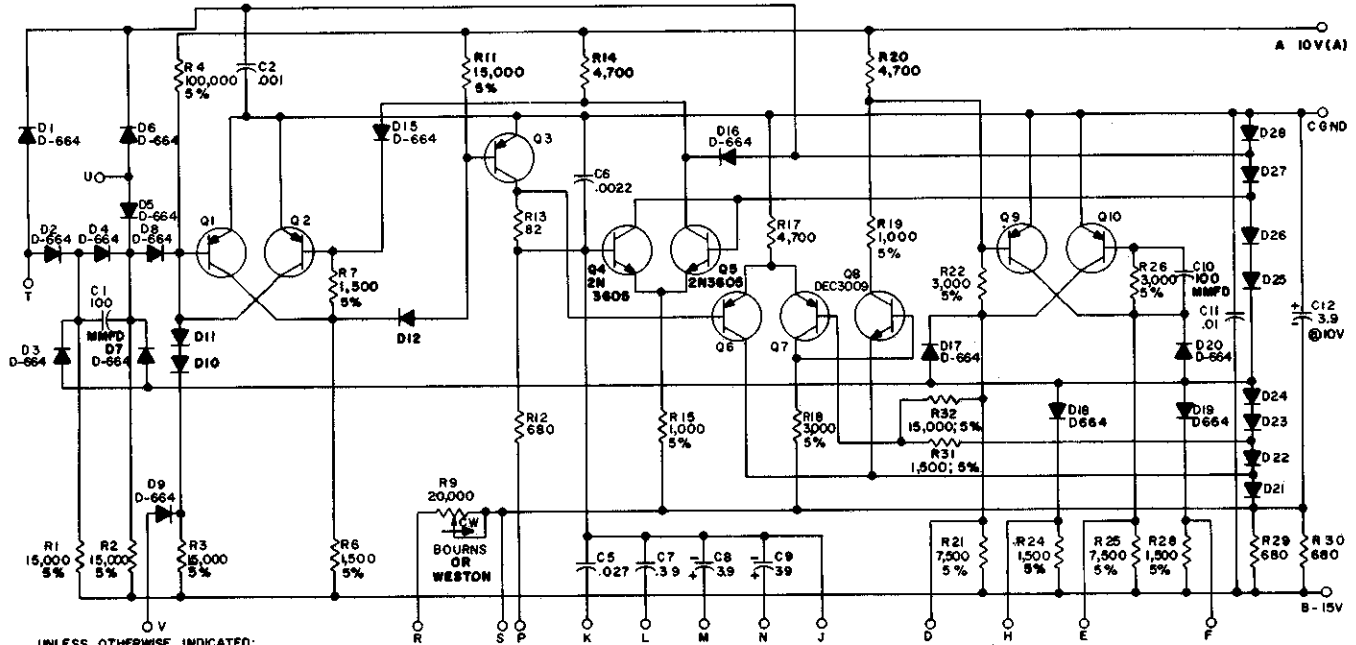 A 10V(A)
R4
100,000
5%
C2
.001
R11
15,000
5%
R14
4,700
R20
4,700
C GND
D1
D-664
D6
D-664
U
D5
D-664
D15
D-664
Q3
D16
D-664
D28
D27
C6
.0022
D2
D-664
D4
D-664
D8
D-664
Q1
Q2
R13
82
R17
4,700
R19
1,000
5%
Q9
Q10
D26
T
R7
1,500
5%
Q4
2N
3605
Q5
2N3605
Q8
DEC3009
R22
3,000
5%
R26
3,000
5%
C10
100
MMFD
D25
C1
100
MMFD
D11
D12
Q6
Q7
C11
.01
C12
3.9
@10V
D3
D-664
D7
D-664
D10
D17
D-664
D20
D-664
R12
680
R15
1,000
5%
R18
3,000
5%
R32
15,000; 5%
R31
1,500; 5%
D18
D664
D19
D664
D24
D23
D22
D21
D9
D-664
R9
20,000
CW
BOURNS
OR
WESTON
R1
15,000
5%
R2
15,000
5%
R3
15,000
5%
R6
1,500
5%
C5
.027
C7
.39
C8
3.9
C9
39
R21
7,500
5%
R24
1,500
5%
R25
7,500
5%
R28
1,500
5%
R29
680
R30
680
B-15V
V
R
S
P
K
L
M
N
J
D
H
E
F
UNLESS OTHERWISE INDICATED: